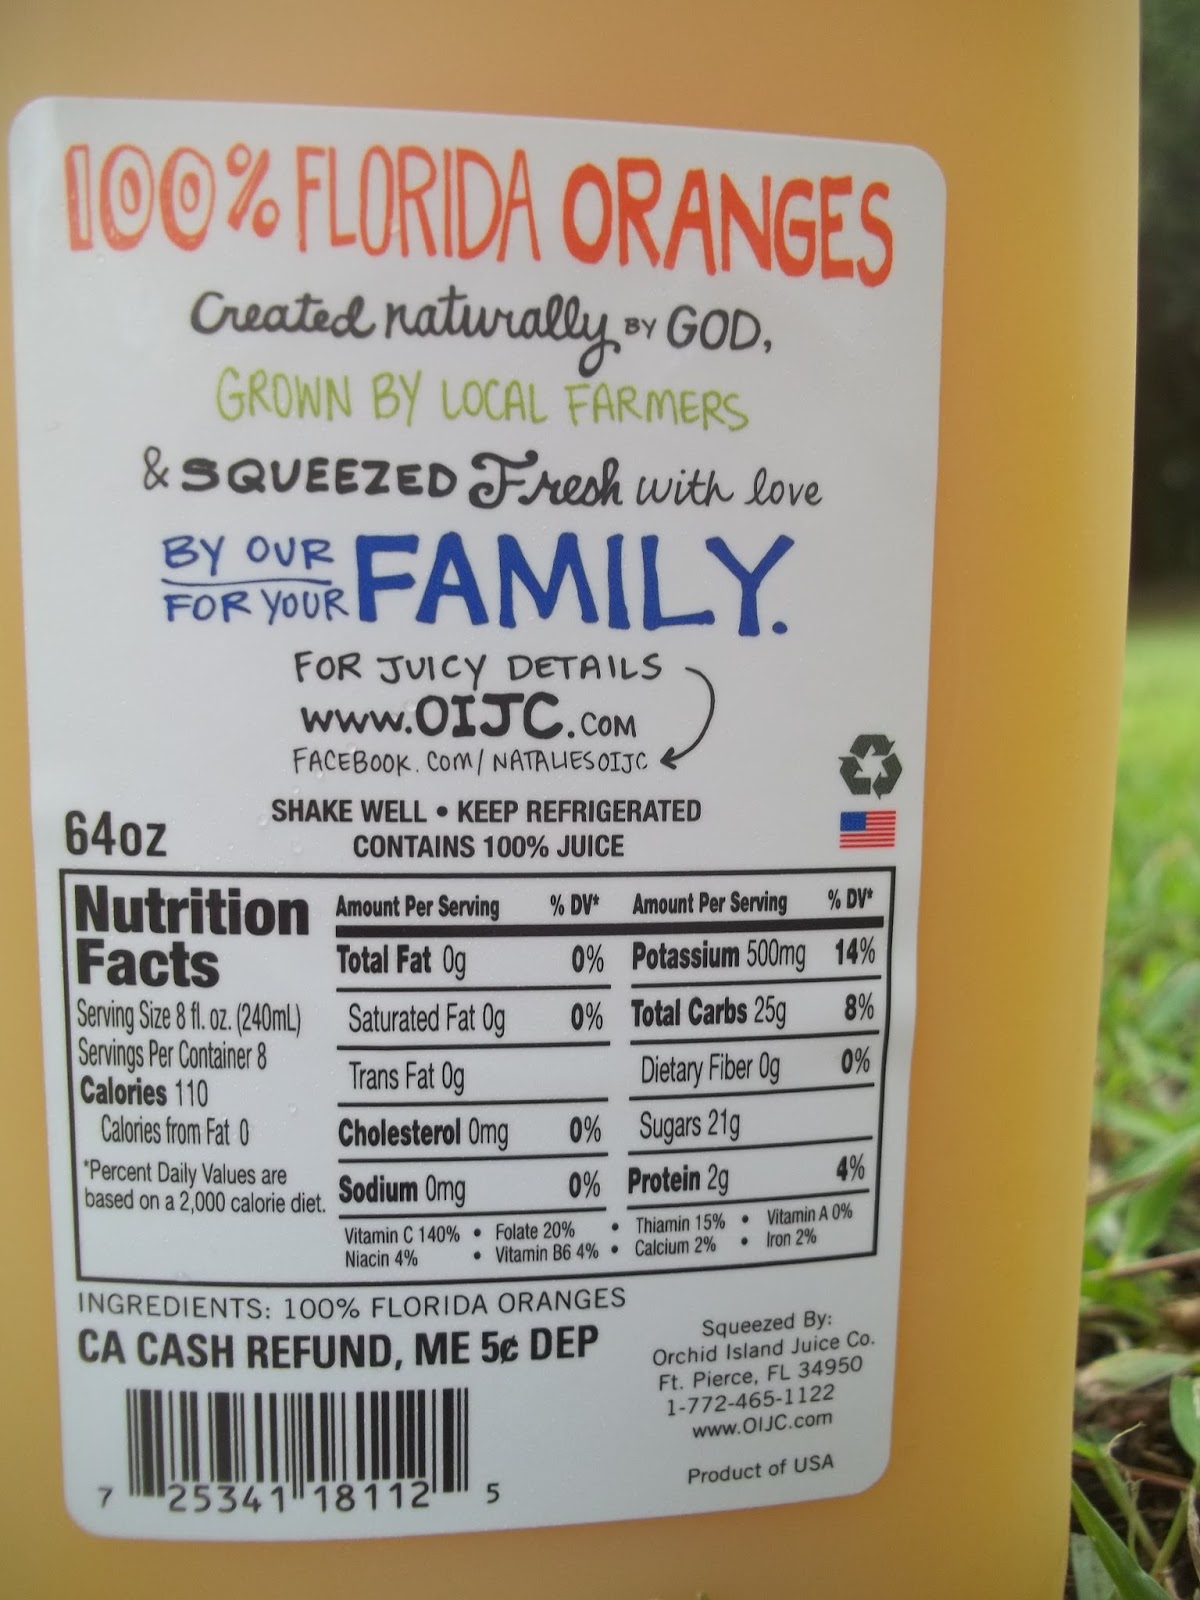 100% FLORIDA ORANGES
Created naturally BY GOD,
GROWN BY LOCAL FARMERS
& SQUEEZED Fresh with love
BY OUR
FOR YOUR FAMILY.
FOR JUICY DETAILS
www.OIJC.COM
FACEBOOK.COM/NATALIESOIJC
SHAKE WELL • KEEP REFRIGERATED
64oz
CONTAINS 100% JUICE
Nutrition
Facts
Serving Size 8 fl. oz. (240mL)
Servings Per Container 8
Calories 110
Calories from Fat 0
*Percent Daily Values are
based on a 2,000 calorie diet.
Amount Per Serving % DV*
Total Fat 0g 0%
Saturated Fat 0g 0%
Trans Fat 0g
Cholesterol 0mg 0%
Sodium 0mg 0%
Amount Per Serving % DV*
Potassium 500mg 14%
Total Carbs 25g 8%
Dietary Fiber 0g 0%
Sugars 21g
Protein 2g 4%
Vitamin C 140% • Folate 20% • Thiamin 15% • Vitamin A 0%
Niacin 4% • Vitamin B6 4% • Calcium 2% • Iron 2%
INGREDIENTS: 100% FLORIDA ORANGES
CA CASH REFUND, ME 5¢ DEP
Squeezed By:
Orchid Island Juice Co.
Ft. Pierce, FL 34950
1-772-465-1122
www.OIJC.com
Product of USA
7 25341 18112 5